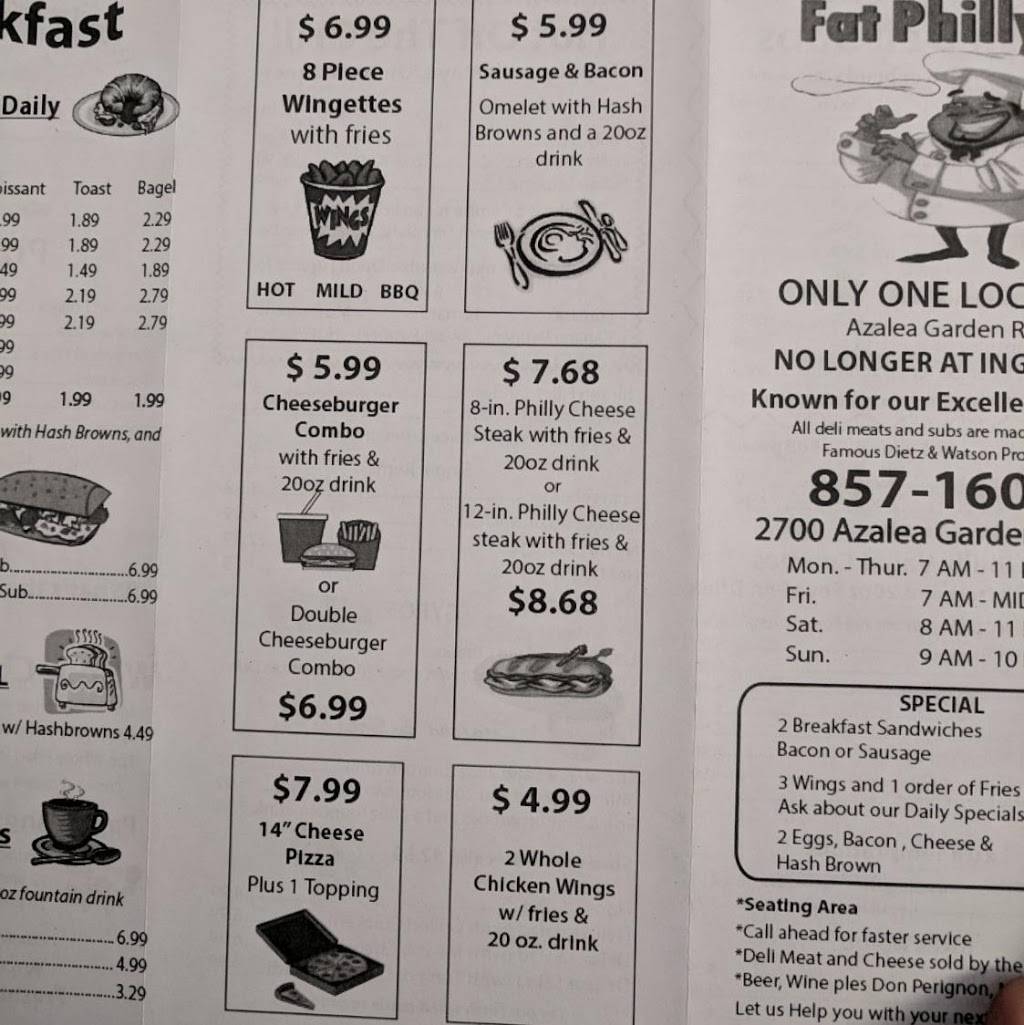 kfast
Daily
issant Toast Bagel
.99 1.89 2.29
.99 1.89 2.29
49 1.49 1.89
99 2.19 2.79
99 2.19 2.79
99
99
9 1.99 1.99
with Hash Browns, and
b 6.99
Sub 6.99
L
w/ Hashbrowns 4.49
s
oz fountain drink
6.99
4.99
3.29
$ 6.99
8 Piece
Wingettes
with fries
WINGS
HOT MILD BBQ
$ 5.99
Sausage & Bacon
Omelet with Hash
Browns and a 20oz
drink
$ 5.99
Cheeseburger
Combo
with fries &
20oz drink
or
Double
Cheeseburger
Combo
$6.99
$ 7.68
8-in. Philly Cheese
Steak with fries &
20oz drink
or
12-in. Philly Cheese
steak with fries &
20oz drink
$8.68
$7.99
14" Cheese
Pizza
Plus 1 Topping
$ 4.99
2 Whole
Chicken Wings
w/ fries &
20 oz. drink
Fat Philly
ONLY ONE LOC
Azalea Garden R
NO LONGER AT ING
Known for our Excelle
All deli meats and subs are mad
Famous Dietz & Watson Pro
857-160
2700 Azalea Garde
Mon. - Thur. 7 AM - 11
Fri. 7 AM - MID
Sat. 8 AM - 11
Sun. 9 AM - 10
SPECIAL
2 Breakfast Sandwiches
Bacon or Sausage
3 Wings and 1 order of Fries
Ask about our Daily Specials
2 Eggs, Bacon , Cheese &
Hash Brown
*Seating Area
*Call ahead for faster service
*Deli Meat and Cheese sold by the
*Beer, Wine ples Don Perignon,
Let us Help you with your nex